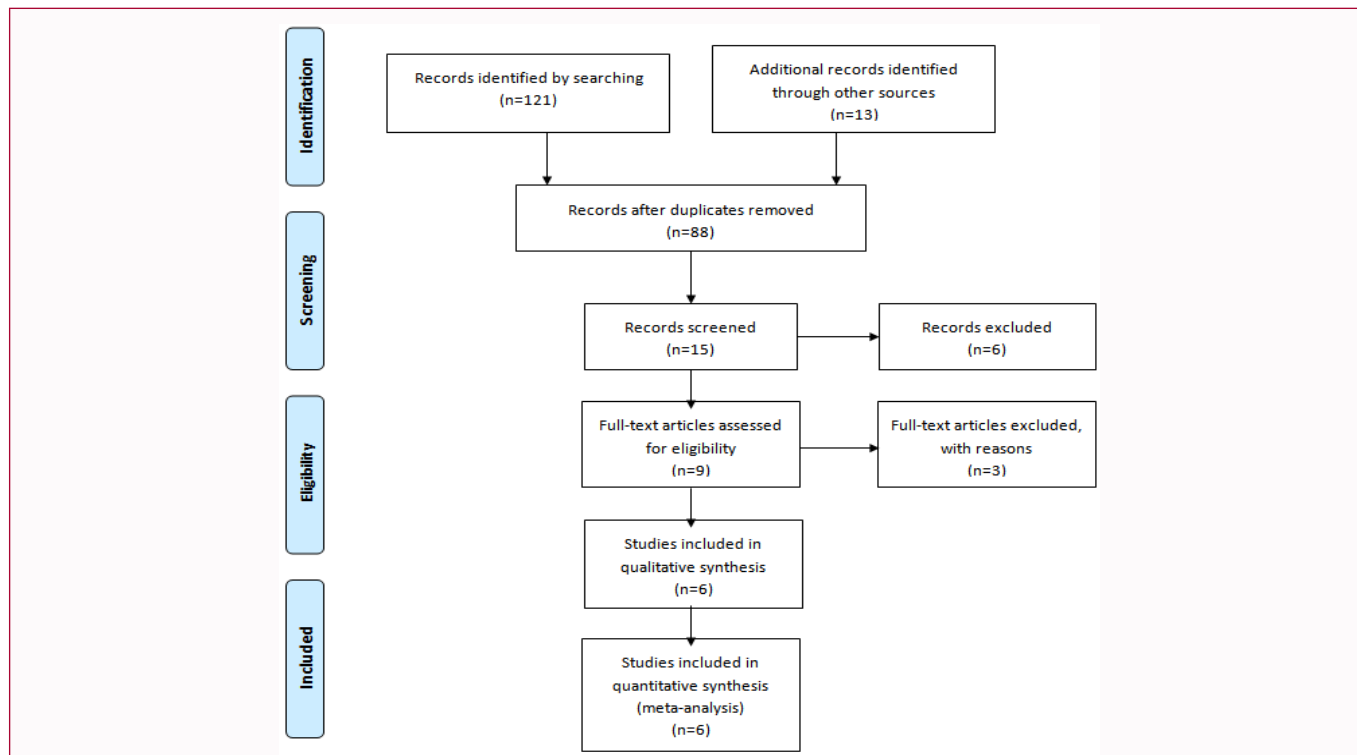 Identification
Records identified by searching
(n=121)
Additional records identified
through other sources
(n=13)
Records after duplicates removed
(n=88)
Screening
Records screened
(n=15)
Records excluded
(n=6)
Eligibility
Full-text articles assessed
for eligibility
(n=9)
Full-text articles excluded,
with reasons
(n=3)
Studies included in
qualitative synthesis
(n=6)
Included
Studies included in
quantitative synthesis
(meta-analysis)
(n=6)